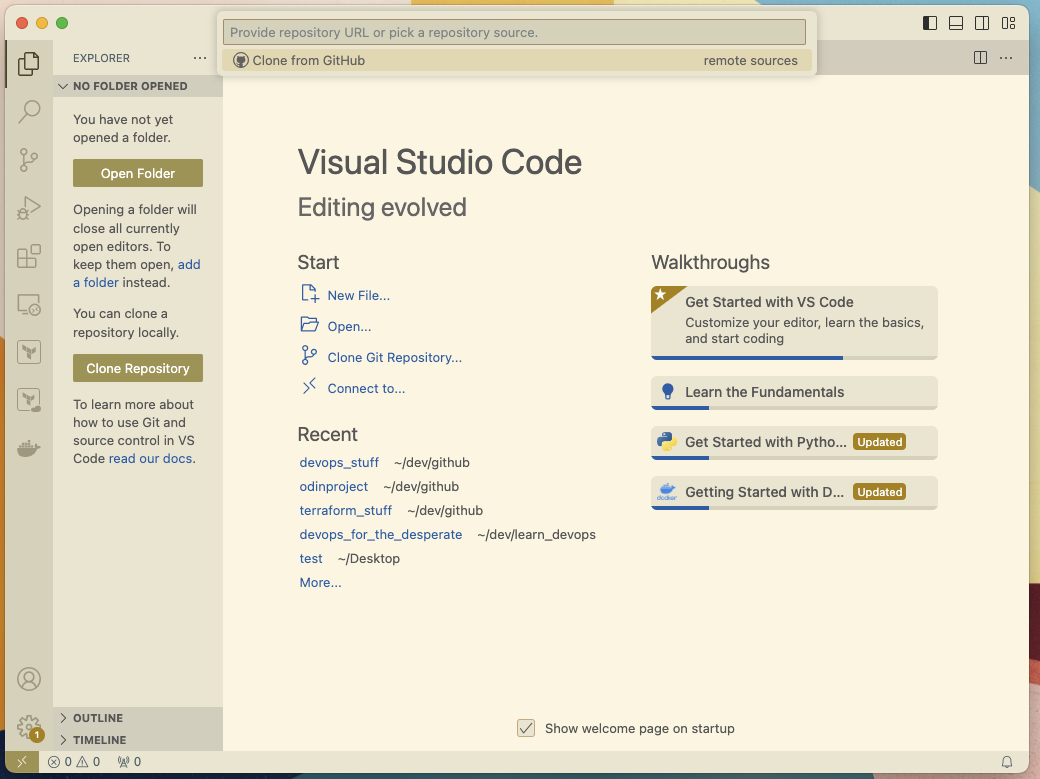 Provide repository URL or pick a repository source.
Clone from GitHub remote sources
EXPLORER
NO FOLDER OPENED
You have not yet
opened a folder.
Open Folder
Opening a folder will
close all currently
open editors. To
keep them open, add
a folder instead.
You can clone a
repository locally.
Clone Repository
To learn more about
how to use Git and
source control in VS
Code read our docs.
OUTLINE
TIMELINE
Visual Studio Code
Editing evolved
Start
New File...
Open...
Clone Git Repository...
Connect to...
Recent
devops_stuff ~/dev/github
odinproject ~/dev/github
terraform_stuff ~/dev/github
devops_for_the_desperate ~/dev/learn_devops
test ~/Desktop
More...
Walkthroughs
Get Started with VS Code
Customize your editor, learn the basics,
and start coding
Learn the Fundamentals
Get Started with Pytho... Updated
docker
Getting Started with D... Updated
Show welcome page on startup
1
0 0 0